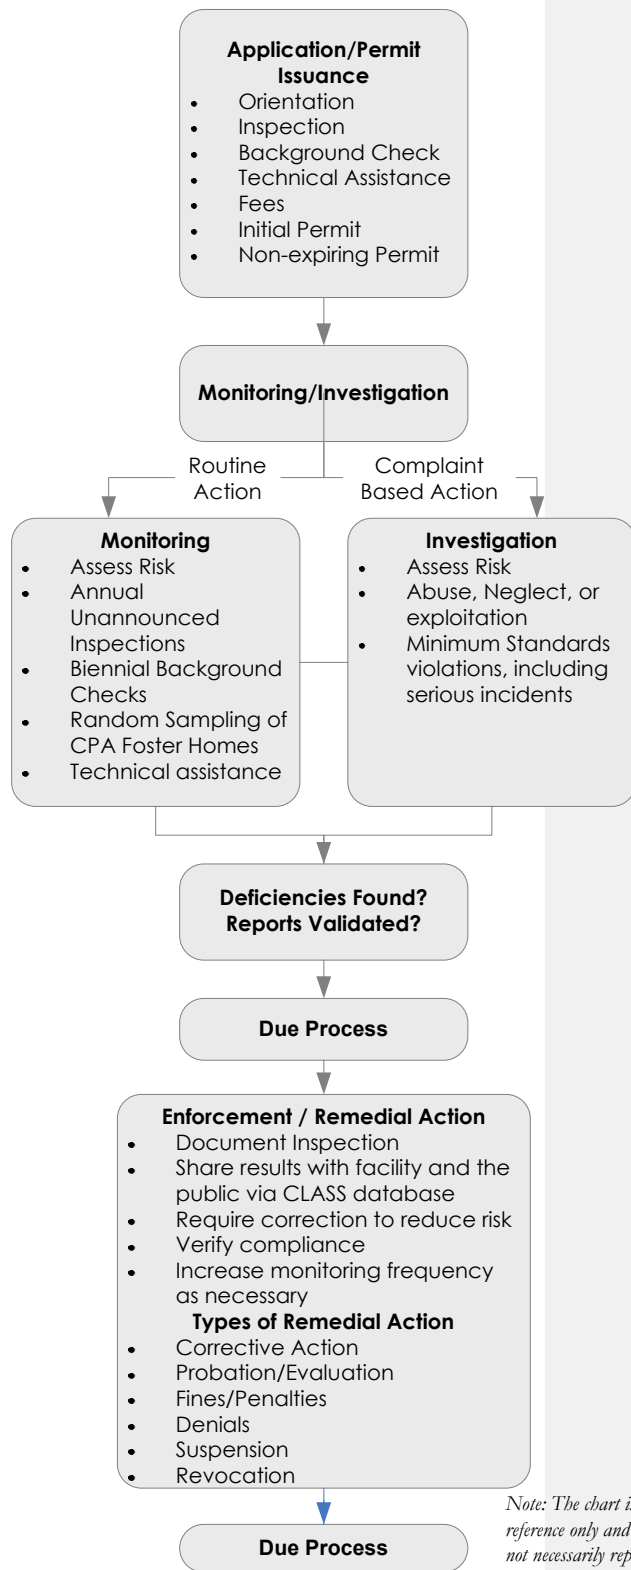 Application/Permit
Issuance
• Orientation
• Inspection
• Background Check
• Technical Assistance
• Fees
• Initial Permit
• Non-expiring Permit
Monitoring/Investigation
Routine
Action
Complaint
Based Action
Monitoring
• Assess Risk
• Annual
Unannounced
Inspections
• Biennial Background
Checks
• Random Sampling of
CPA Foster Homes
• Technical assistance
Investigation
• Assess Risk
• Abuse, Neglect, or
exploitation
• Minimum Standards
violations, including
serious incidents
Deficiencies Found?
Reports Validated?
Due Process
Enforcement / Remedial Action
• Document Inspection
• Share results with facility and the
public via CLASS database
• Require correction to reduce risk
• Verify compliance
• Increase monitoring frequency
as necessary
Types of Remedial Action
• Corrective Action
• Probation/Evaluation
• Fines/Penalties
• Denials
• Suspension
• Revocation
Due Process
Note: The chart
reference only and
not necessarily